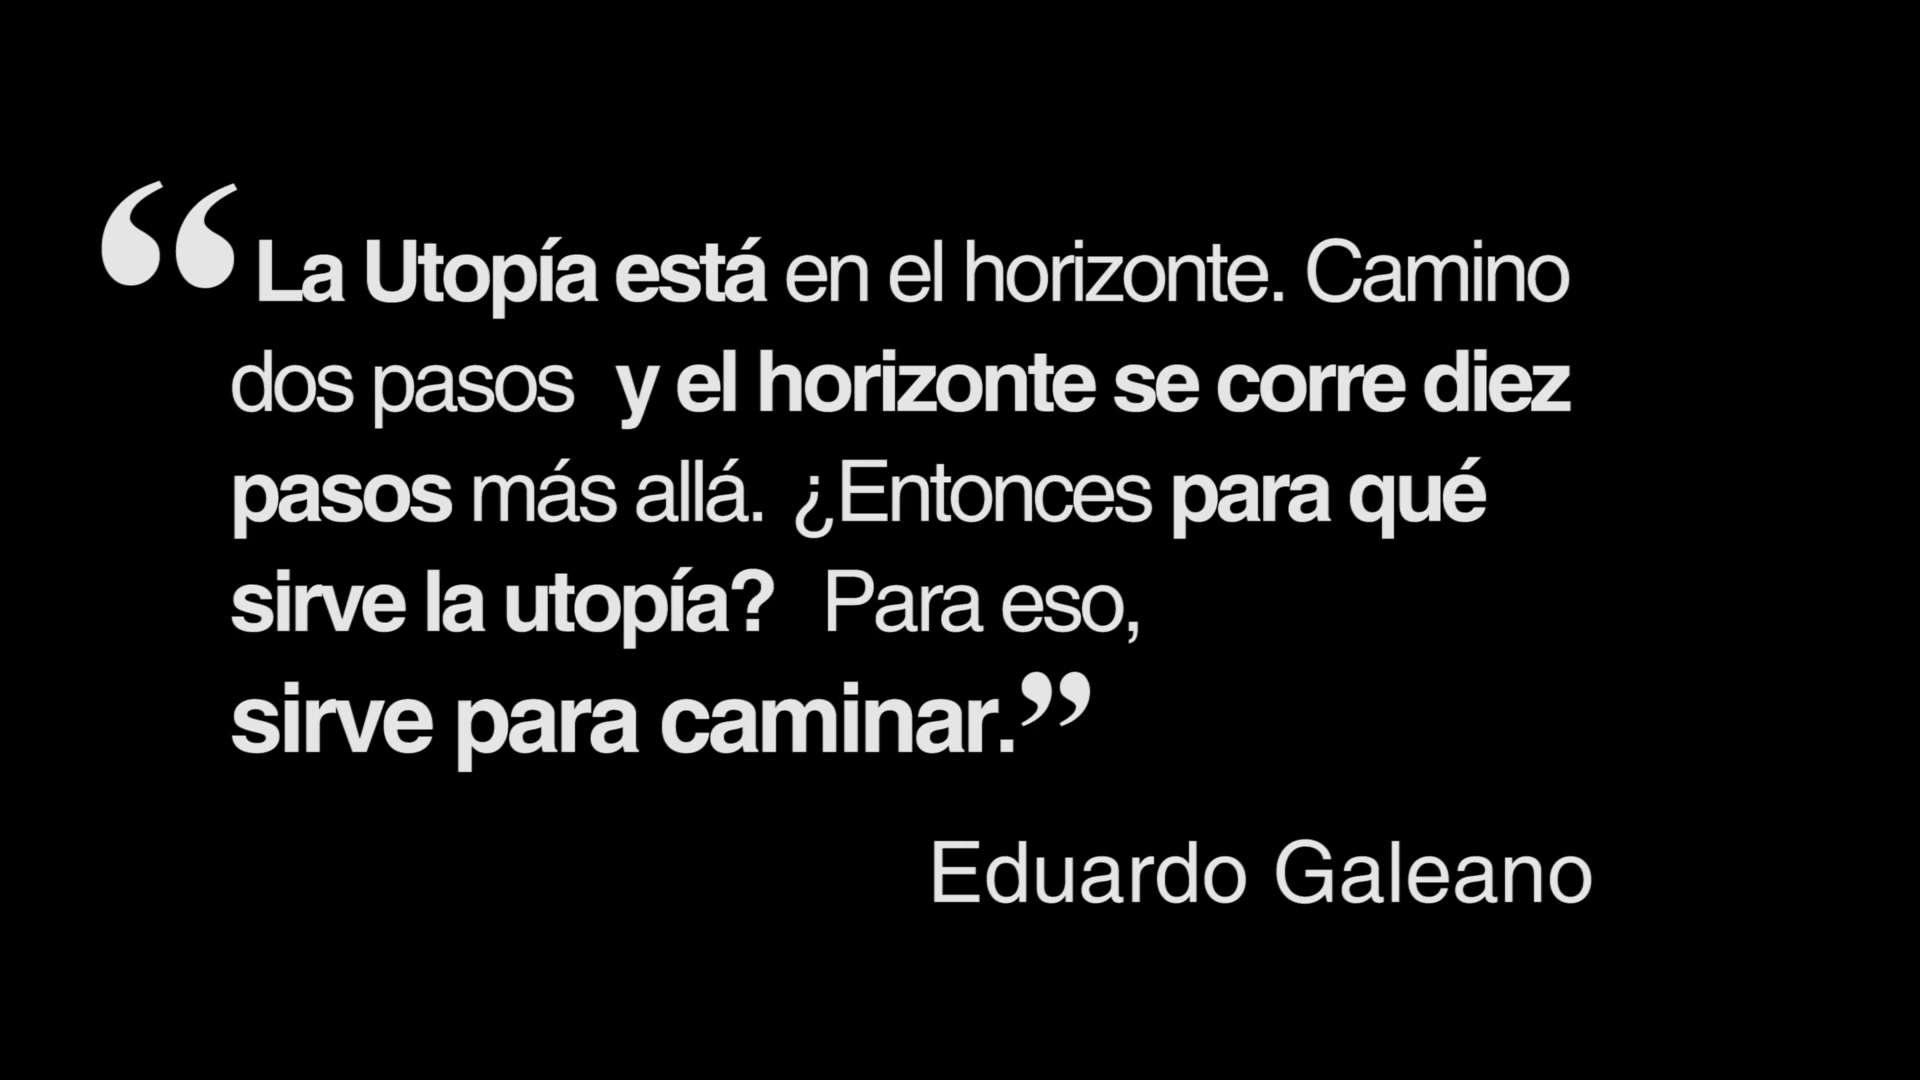 “La Utopía está en el horizonte. Camino
dos pasos y el horizonte se corre diez
pasos más allá. ¿Entonces para qué
sirve la utopía? Para eso,
sirve para caminar.”
Eduardo Galeano